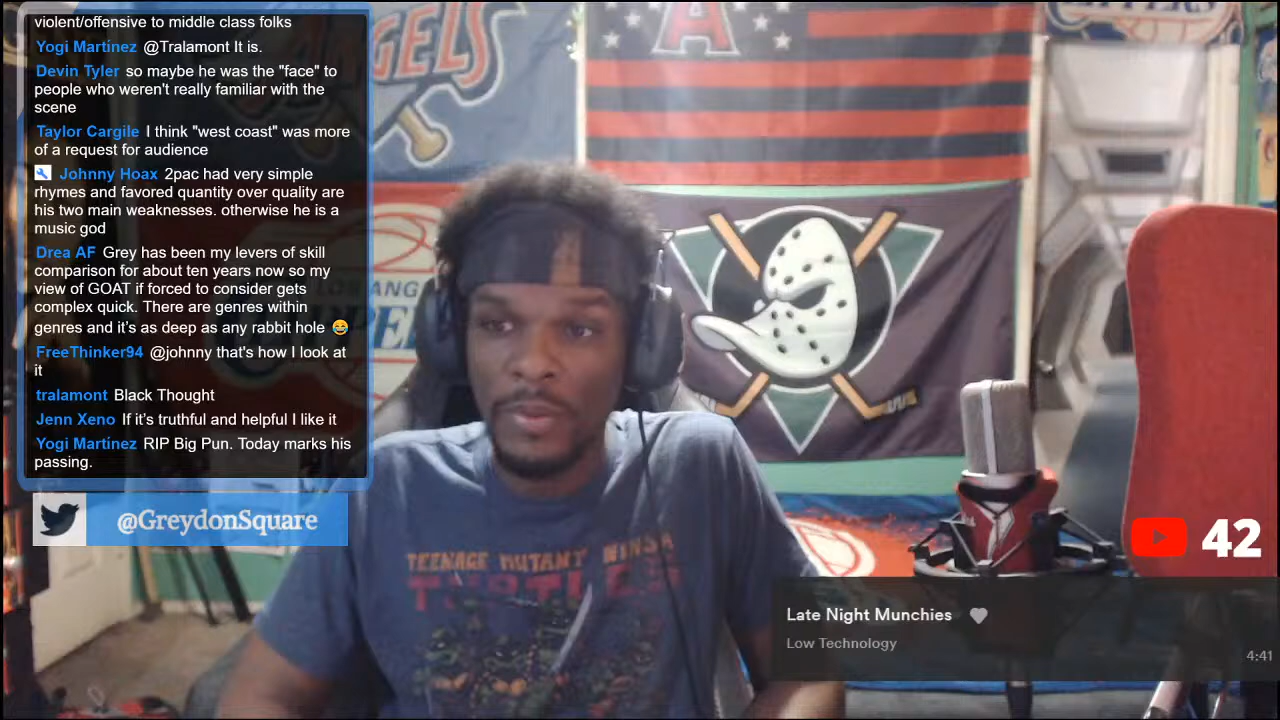 violent/offensive to middle class folks
Yogi Martinez @Tralamont It is.
Devin Tyler so maybe he was the "face" to
people who weren't really familiar with the
scene
Taylor Cargile I think "west coast" was more
of a request for audience
Johnny Hoax 2pac had very simple
rhymes and favored quantity over quality are
his two main weaknesses. otherwise he is a
music god
Drea AF Grey has been my levers of skill
comparison for about ten years now so my
view of GOAT if forced to consider gets
complex quick. There are genres within
genres and it's as deep as any rabbit hole 😂
FreeThinker94 @johnny that's how I look at
it
tralamont Black Thought
Jenn Xeno If it's truthful and helpful I like it
Yogi Martinez RIP Big Pun. Today marks his
passing.
@GreydonSquare
ANGELS
A
CLIPPERS
LOS ANG
TEENAGE MUTANT NINJA
TURTLES
42
Late Night Munchies
Low Technology
4:41